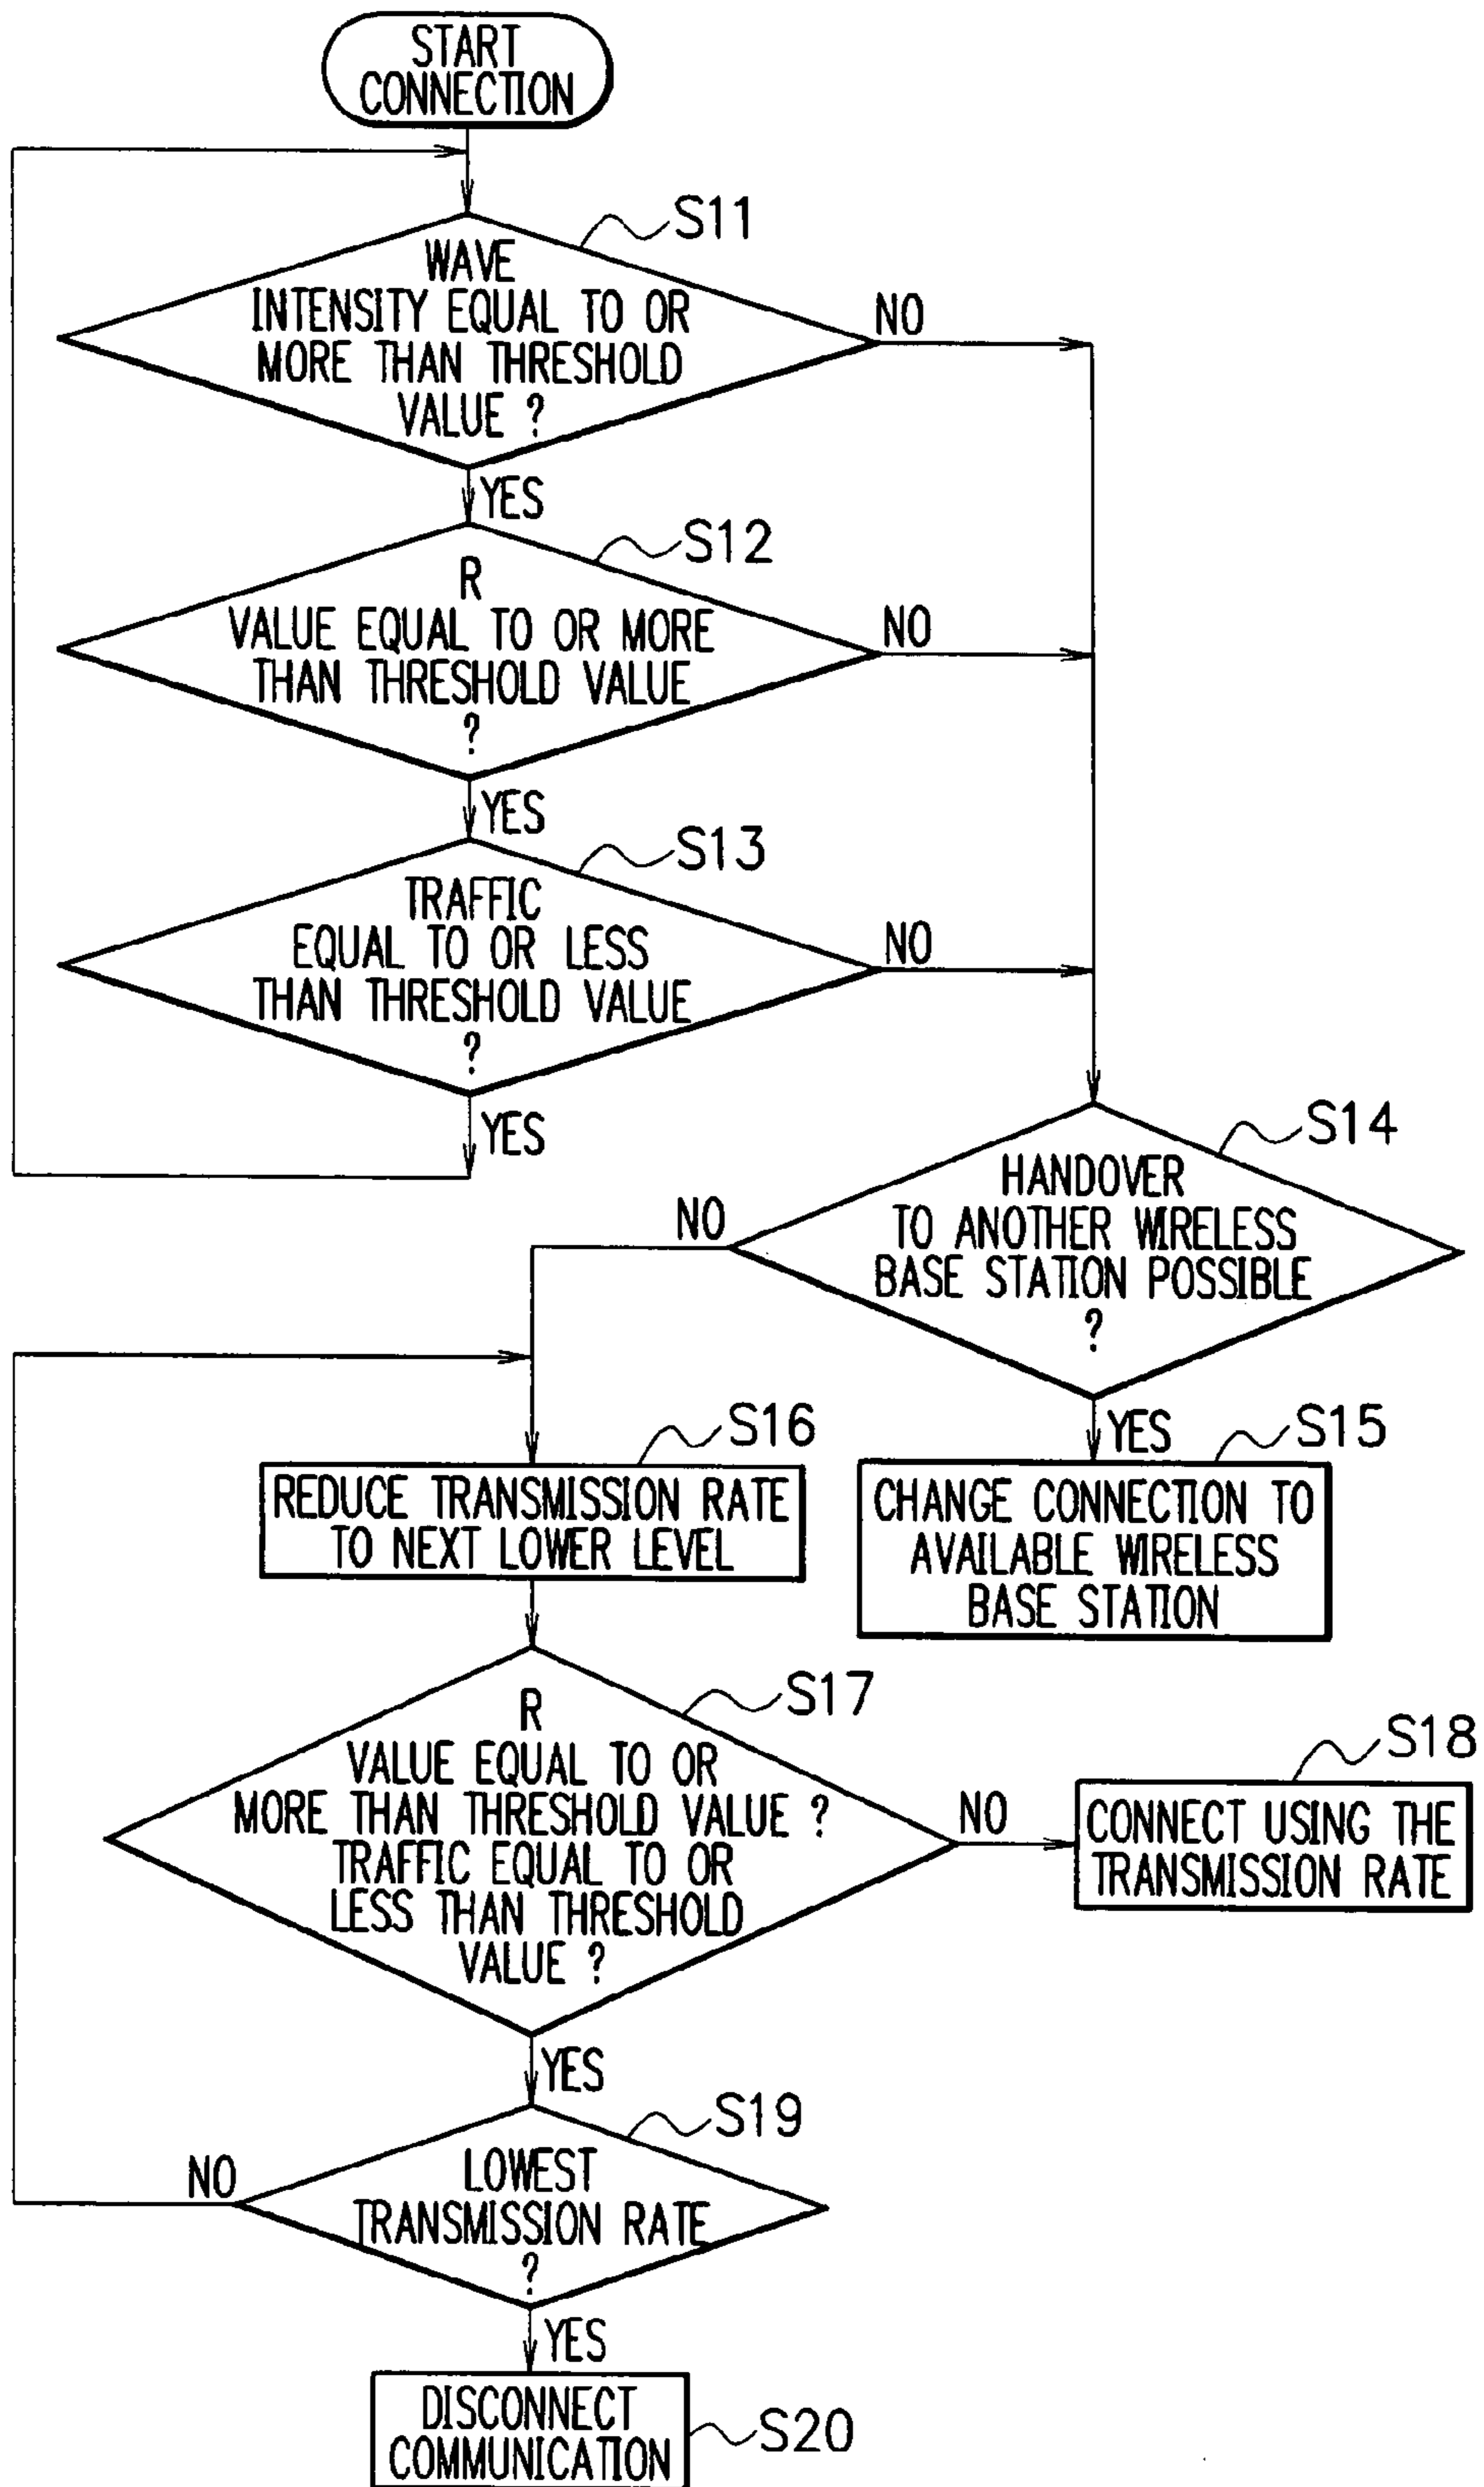 START
CONNECTION
S11
WAVE
INTENSITY EQUAL TO OR
MORE THAN THRESHOLD
VALUE ?
NO
YES
S12
R
VALUE EQUAL TO OR MORE
THAN THRESHOLD VALUE
?
NO
YES
S13
TRAFFIC
EQUAL TO OR LESS
THAN THRESHOLD VALUE
?
NO
YES
S14
HANDOVER
TO ANOTHER WIRELESS
BASE STATION POSSIBLE
?
NO
YES
S15
CHANGE CONNECTION TO
AVAILABLE WIRELESS
BASE STATION
S16
REDUCE TRANSMISSION RATE
TO NEXT LOWER LEVEL
S17
R
VALUE EQUAL TO OR
MORE THAN THRESHOLD VALUE ?
TRAFFIC EQUAL TO OR
LESS THAN THRESHOLD
VALUE ?
NO
S18
CONNECT USING THE
TRANSMISSION RATE
YES
S19
LOWEST
TRANSMISSION RATE
?
NO
YES
DISCONNECT
COMMUNICATION
S20